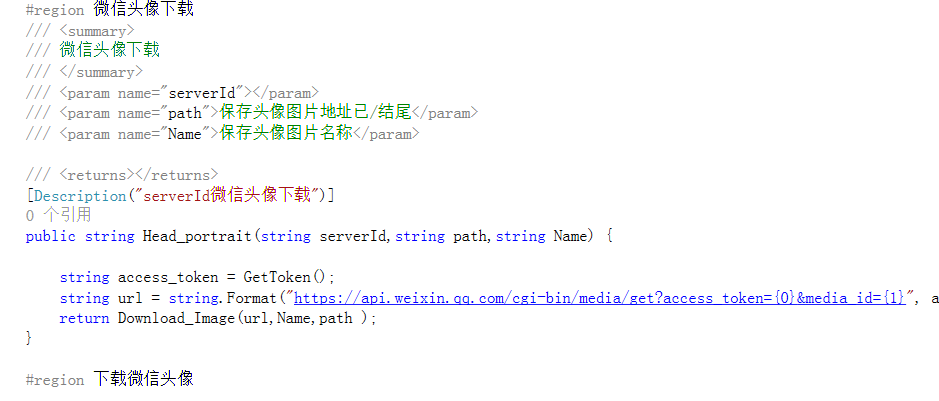 #region 微信头像下载
/// <summary>
/// 微信头像下载
/// </summary>
/// <param name="serverId"></param>
/// <param name="path">保存头像图片地址已/结尾</param>
/// <param name="Name">保存头像图片名称</param>
/// <returns></returns>
[Description("serverId微信头像下载")]
0 个引用
public string Head_portrait(string serverId,string path,string Name) {
string access_token = GetToken();
string url = string.Format("https://api.weixin.qq.com/cgi-bin/media/get?access_token={0}&media_id={1}", a
return Download_Image(url,Name,path );
}
#region 下载微信头像